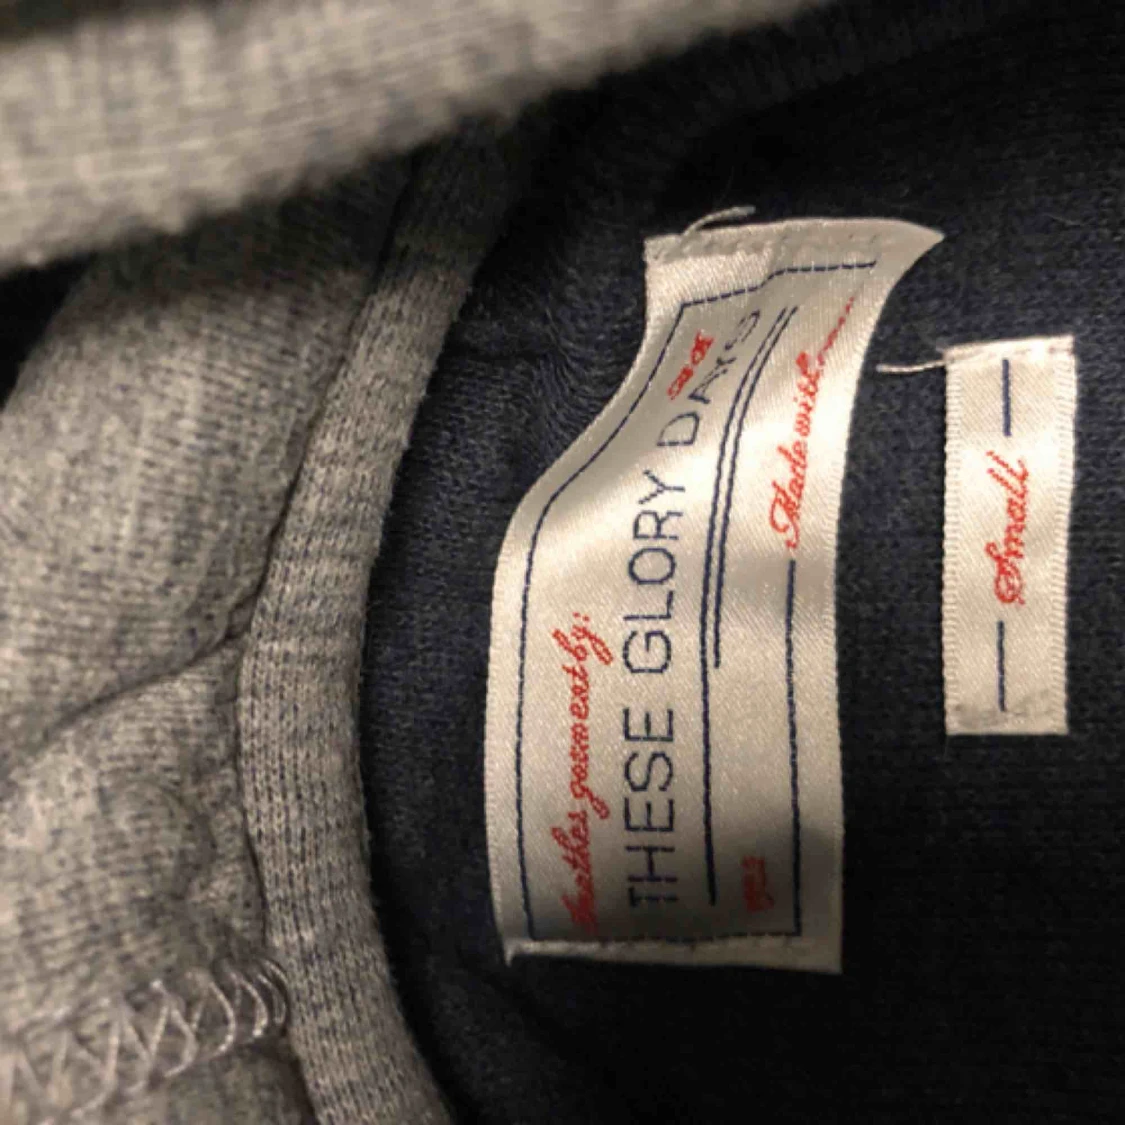 Another garment by:
THESE GLORY DAYS
Made with
Small